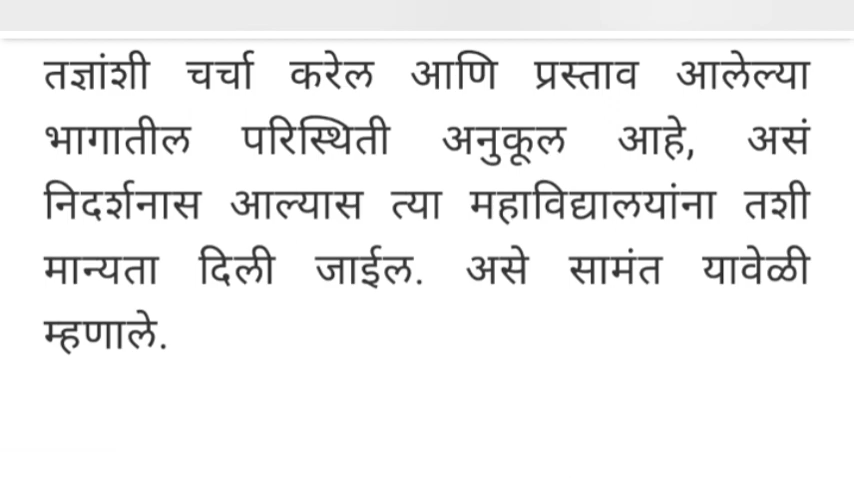 तज्ञांशी चर्चा करेल आणि प्रस्ताव आलेल्या
भागातील परिस्थिती अनुकूल आहे, असं
निदर्शनास आल्यास त्या महाविद्यालयांना तशी
मान्यता दिली जाईल. असे सामंत यावेळी
म्हणाले.